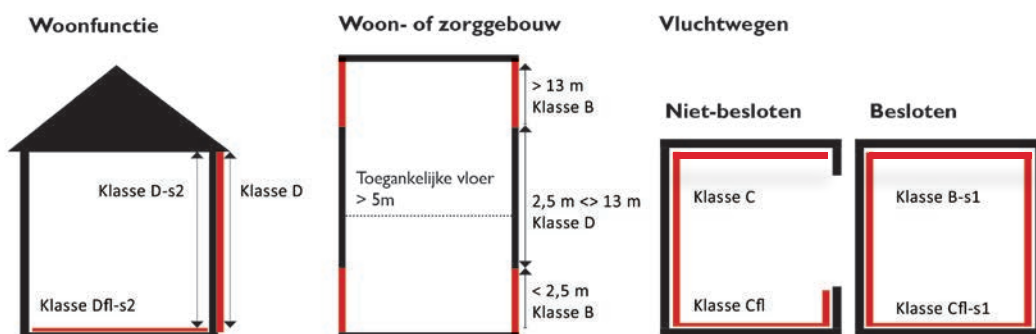 Woonfunctie
Klasse D-s2
Klasse D
Klasse Dfl-s2
Woon- of zorggebouw
> 13 m
Klasse B
Toegankelijke vloer
> 5m
2,5 m <> 13 m
Klasse D
< 2,5 m
Klasse B
Vluchtwegen
Niet-besloten
Klasse C
Klasse Cfl
Besloten
Klasse B-s1
Klasse Cfl-s1